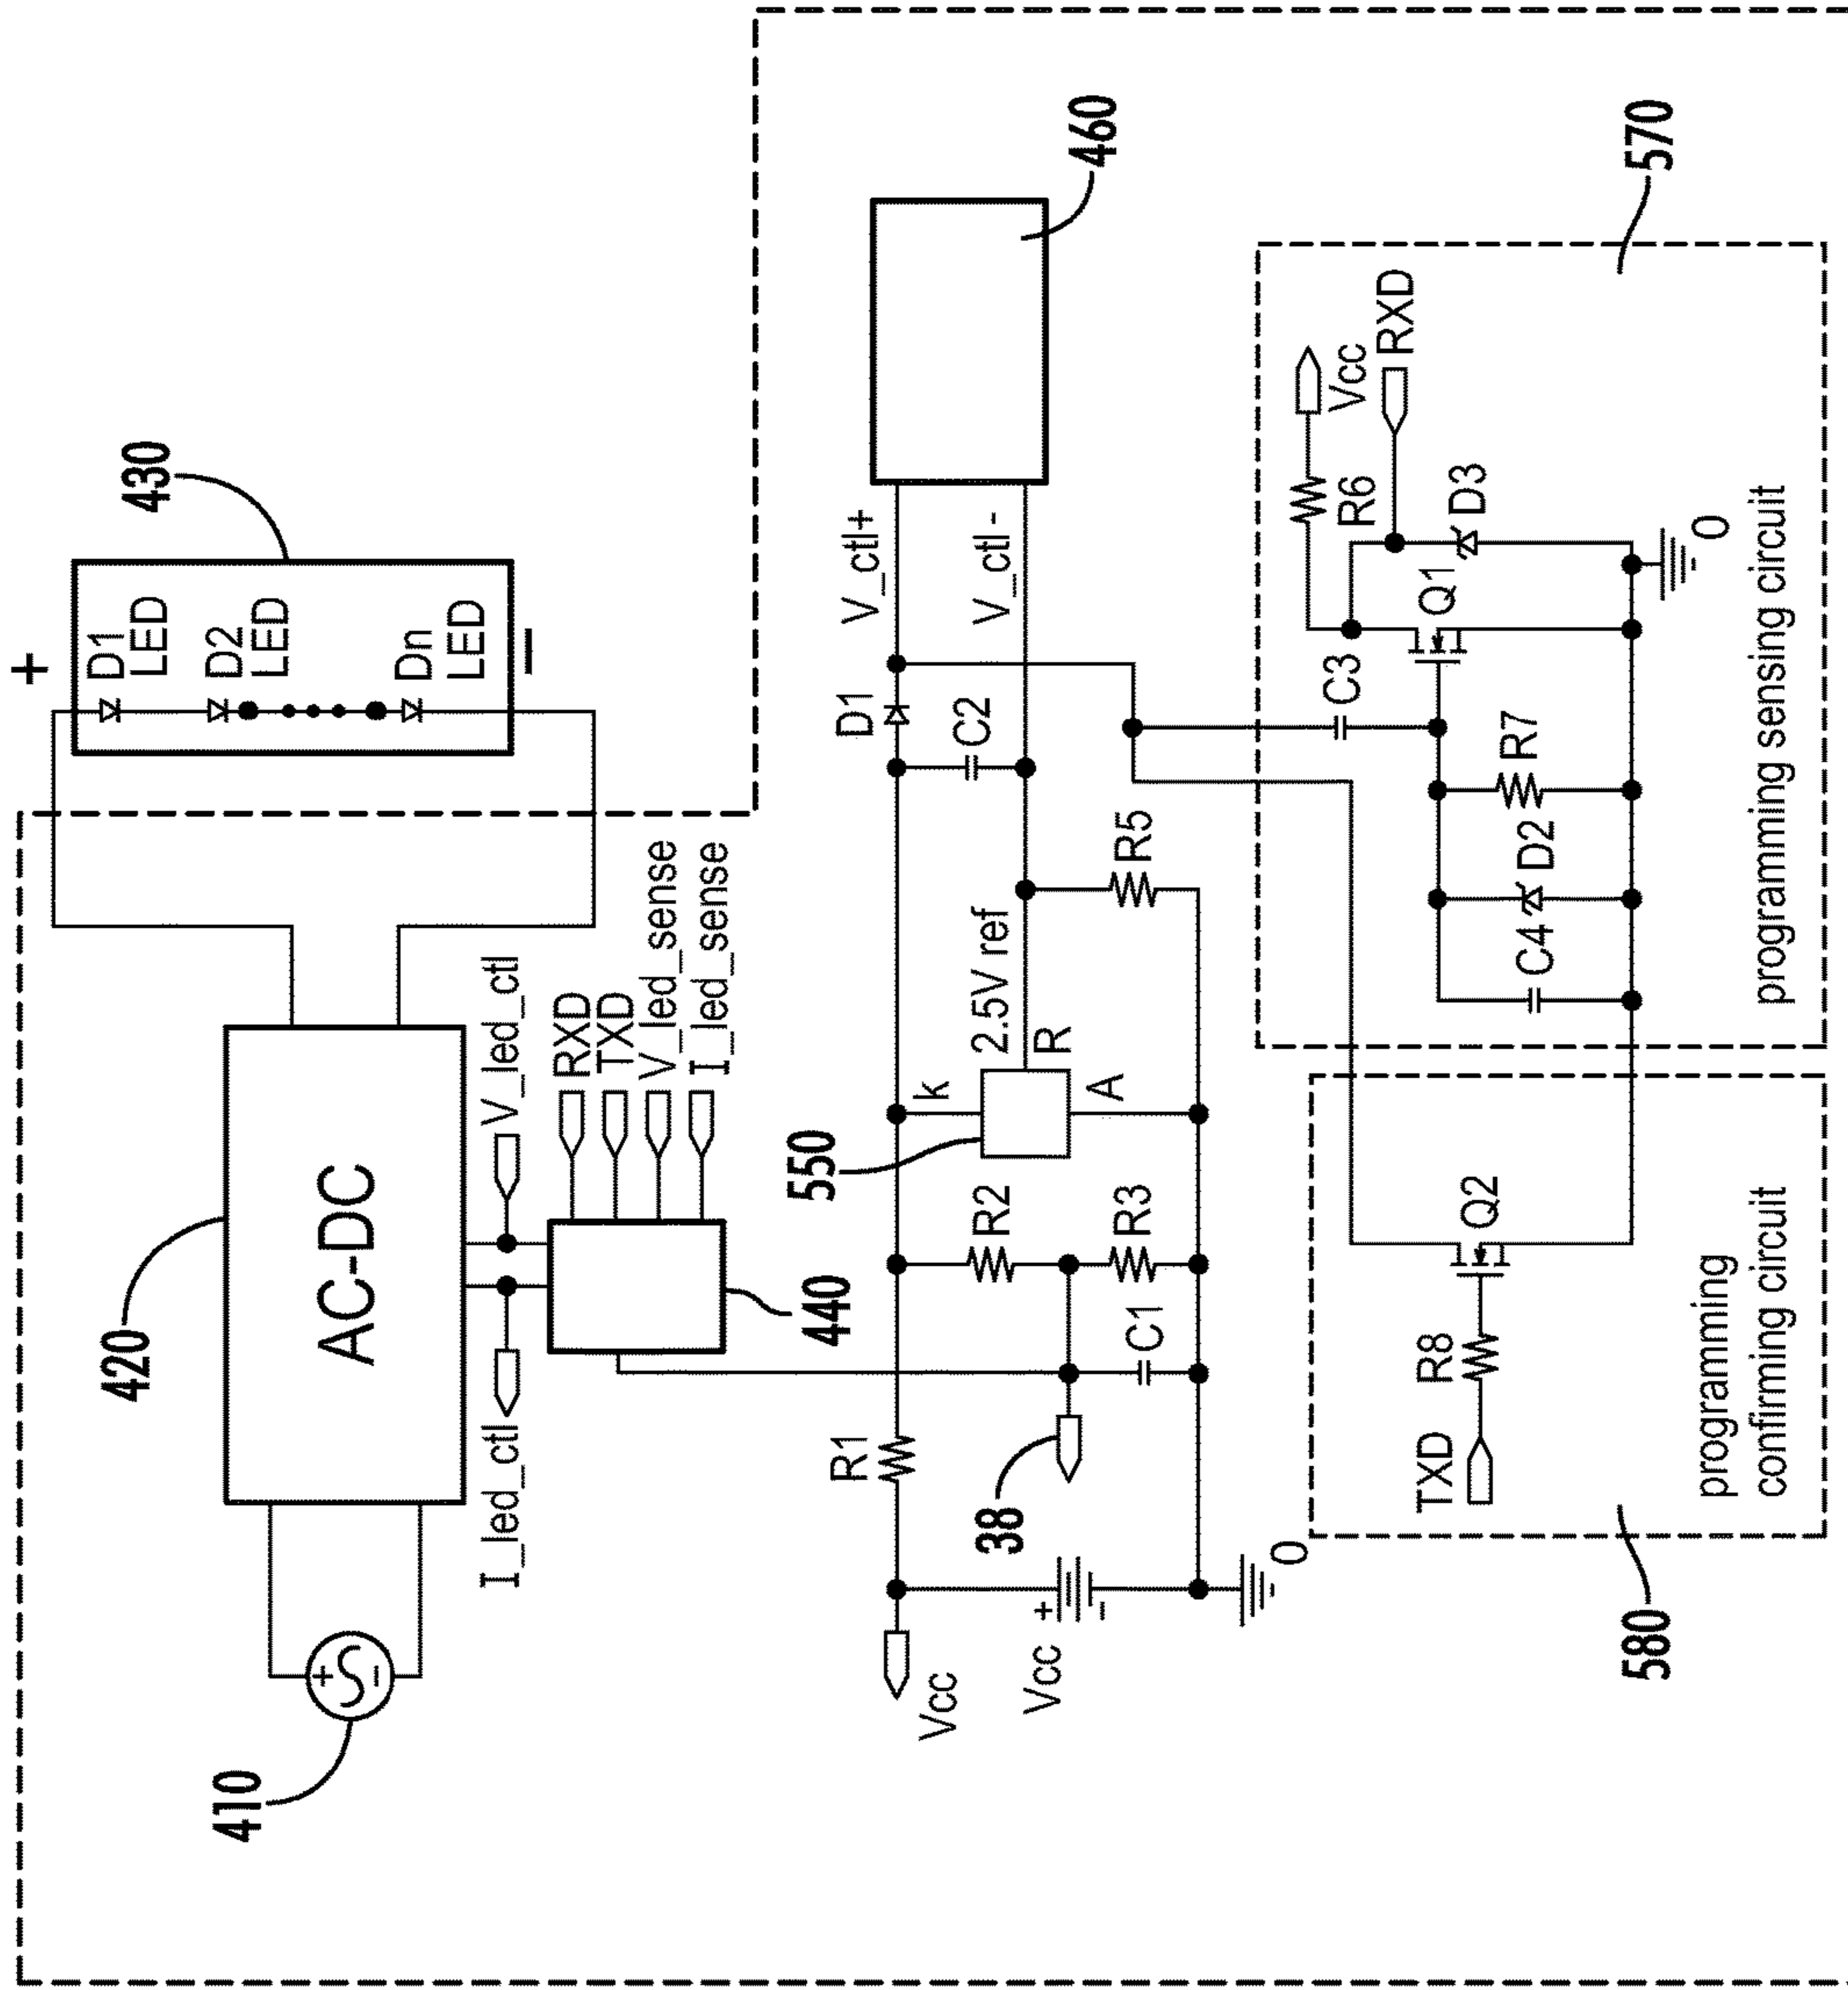 410
+
-
420
AC-DC
430
+
D1
LED
D2
LED
Dn
LED
—
I_led_ctl
V_led_ctl
440
RXD
TXD
V_led_sense
I_led_sense
Vcc
Vcc
+
-
0
R1
38
R2
R3
C1
550
k
2.5V ref
R
A
R5
C2
D1
V_ctl+
V_ctl -
460
580
TXD
R8
Q2
programming
confirming circuit
570
C4
D2
R7
C3
Q1
R6
Vcc
RXD
D3
0
programming sensing circuit